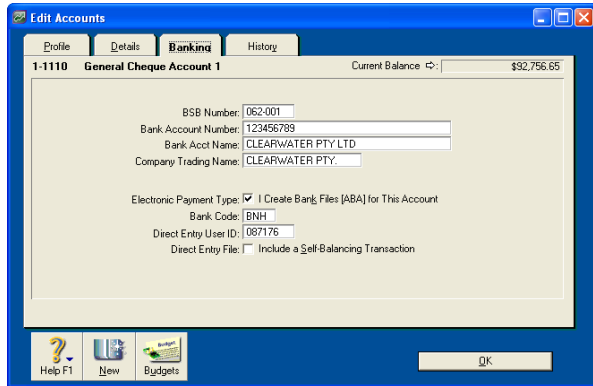 Edit Accounts
Profile Details Banking History
1-1110 General Cheque Account 1 Current Balance ⇨: $92,756.65
BSB Number: 062-001
Bank Account Number: 123456789
Bank Acct Name: CLEARWATER PTY LTD
Company Trading Name: CLEARWATER PTY.
Electronic Payment Type: I Create Bank Files [ABA] for This Account
Bank Code: BNH
Direct Entry User ID: 087176
Direct Entry File: Include a Self-Balancing Transaction
Budget
Help F1 New Budgets OK